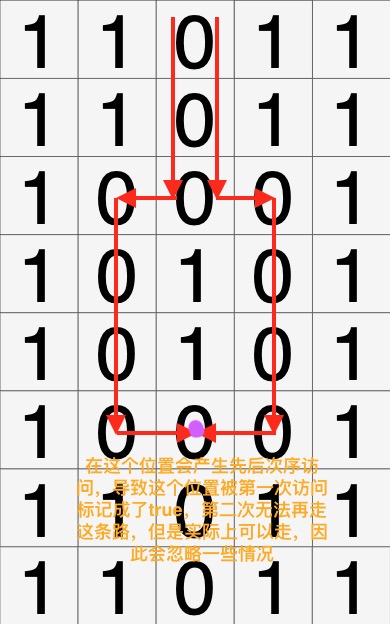 1 1 0 1 1
1 1 0 1 1
1 0 0 0 1
1 0 1 0 1
1 0 1 0 1
1 0 0 0 1
在这个位置会产生先后次序访
问，导致这个位置被第一次访问
标记成了true，第二次无法再走
这条路，但是实际上可以走，因
此会忽略一些情况
1 1 0 1 1
1 1 0 1 1